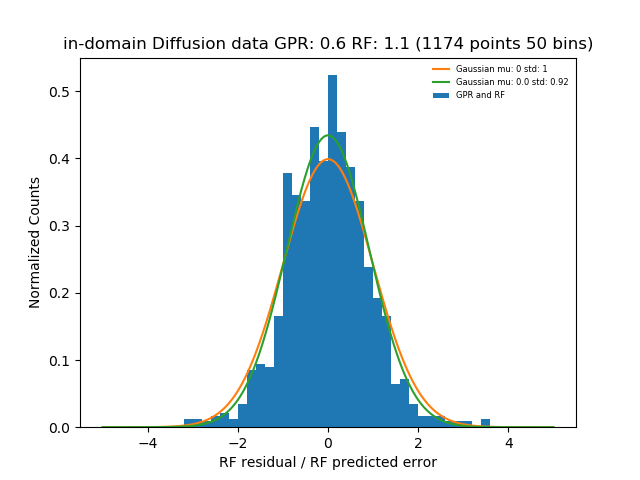 in-domain Diffusion data GPR: 0.6 RF: 1.1 (1174 points 50 bins)
Gaussian mu: 0 std: 1
Gaussian mu: 0.0 std: 0.92
GPR and RF
Normalized Counts
0.5
0.4
0.3
0.2
0.1
0.0
−4 −2 0 2 4
RF residual / RF predicted error